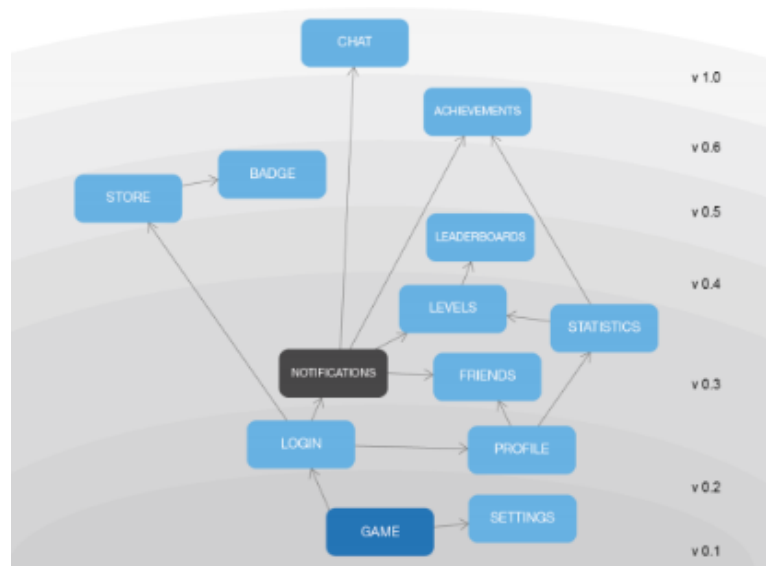 CHAT
v 1.0
ACHIEVEMENTS
v 0.6
BADGE
STORE
v 0.5
LEADERBOARDS
v 0.4
LEVELS
STATISTICS
NOTIFICATIONS
FRIENDS
v 0.3
LOGIN
PROFILE
v 0.2
SETTINGS
GAME
v 0.1